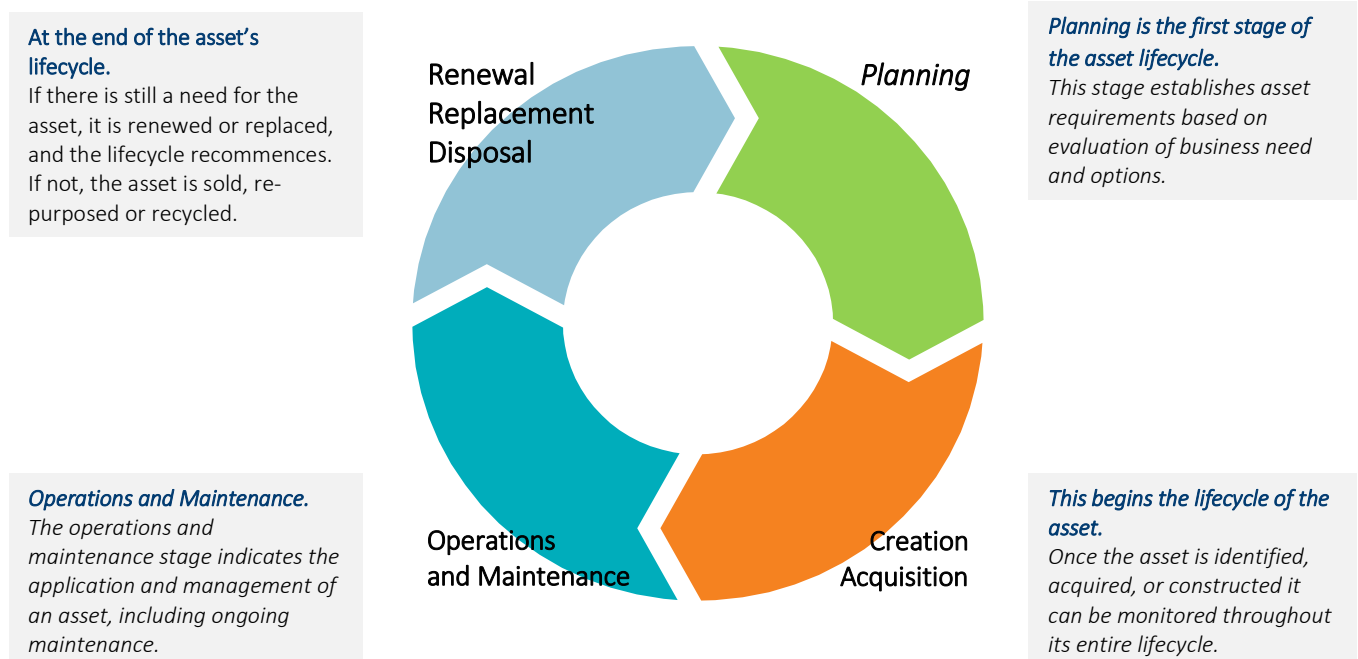 At the end of the asset's
lifecycle.
If there is still a need for the
asset, it is renewed or replaced,
and the lifecycle recommences.
If not, the asset is sold, re-
purposed or recycled.
Renewal
Replacement
Disposal
Planning
Planning is the first stage of
the asset lifecycle.
This stage establishes asset
requirements based on
evaluation of business need
and options.
Operations and Maintenance.
The operations and
maintenance stage indicates the
application and management of
an asset, including ongoing
maintenance.
Operations
and Maintenance
Creation
Acquisition
This begins the lifecycle of the
asset.
Once the asset is identified,
acquired, or constructed it
can be monitored throughout
its entire lifecycle.